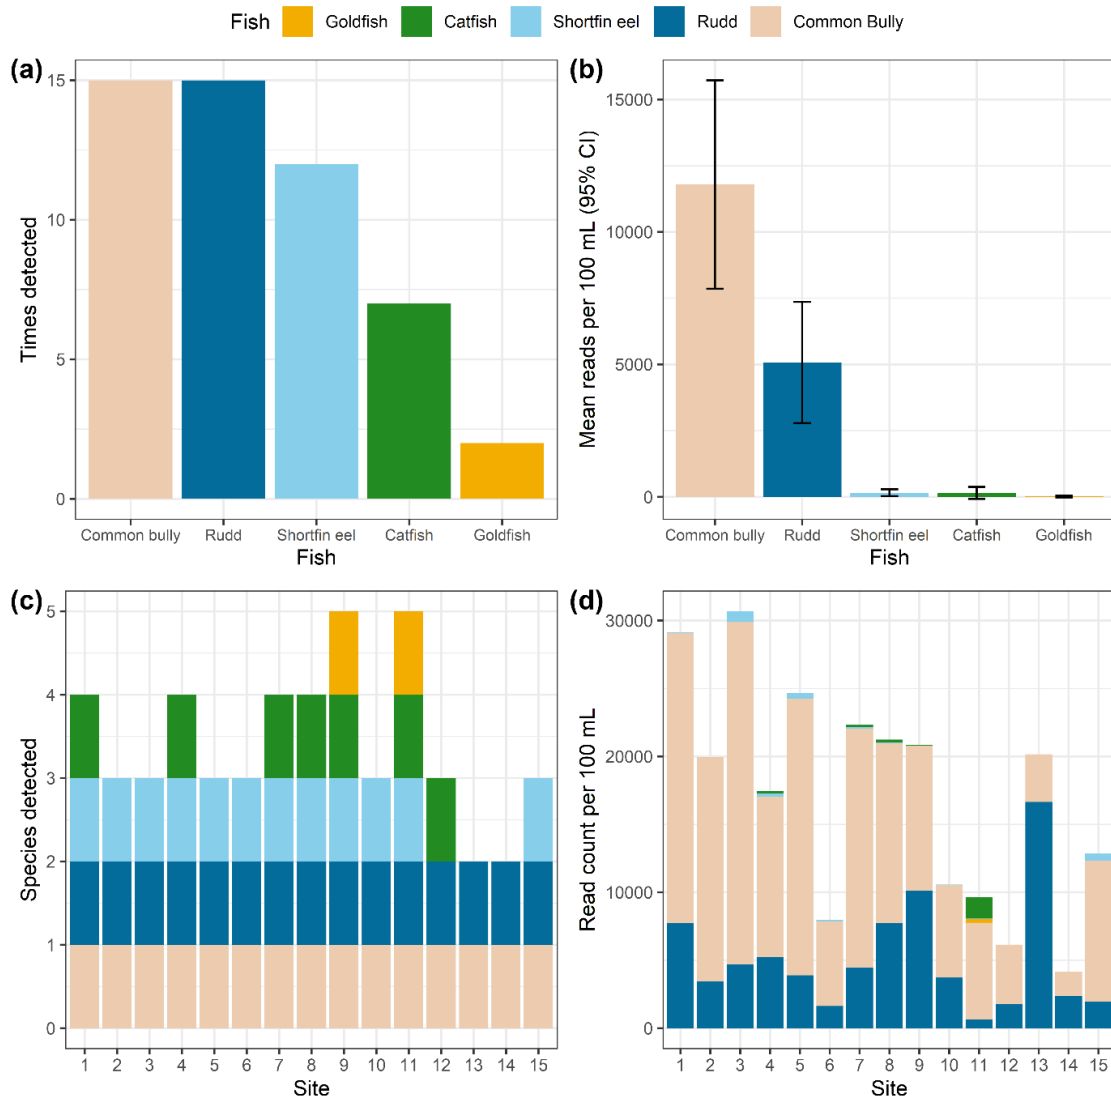 Fish Goldfish Catfish Shortfin eel Rudd Common Bully
(a)
Times detected
15
10
5
0
Common bully Rudd Shortfin eel Catfish Goldfish
Fish
(b)
Mean reads per 100 mL (95% CI)
15000
10000
5000
0
Common bully Rudd Shortfin eel Catfish Goldfish
Fish
(c)
Species detected
5
4
3
2
1
0
1 2 3 4 5 6 7 8 9 10 11 12 13 14 15
Site
(d)
Read count per 100 mL
30000
20000
10000
0
1 2 3 4 5 6 7 8 9 10 11 12 13 14 15
Site